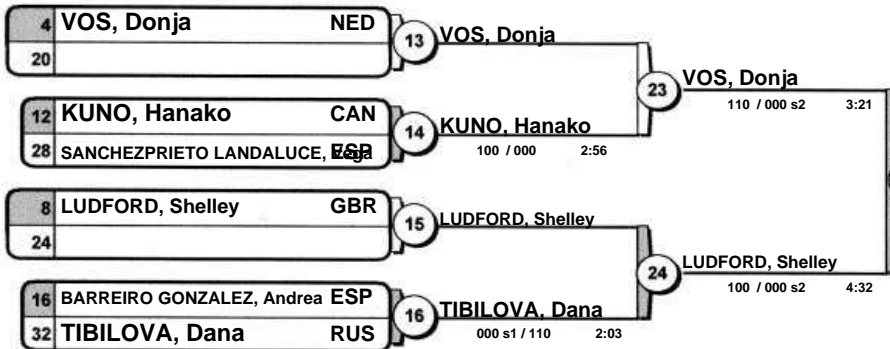 4 VOS, Donja NED
20
13 VOS, Donja
12 KUNO, Hanako CAN
28 SANCHEZPRIETO LANDALUCE, Vega ESP
14 KUNO, Hanako
100 / 000 2:56
23 VOS, Donja
110 / 000 s2 3:21
8 LUDFORD, Shelley GBR
24
15 LUDFORD, Shelley
16 BARREIRO GONZALEZ, Andrea ESP
32 TIBILOVA, Dana RUS
16 TIBILOVA, Dana
000 s1 / 110 2:03
24 LUDFORD, Shelley
100 / 000 s2 4:32